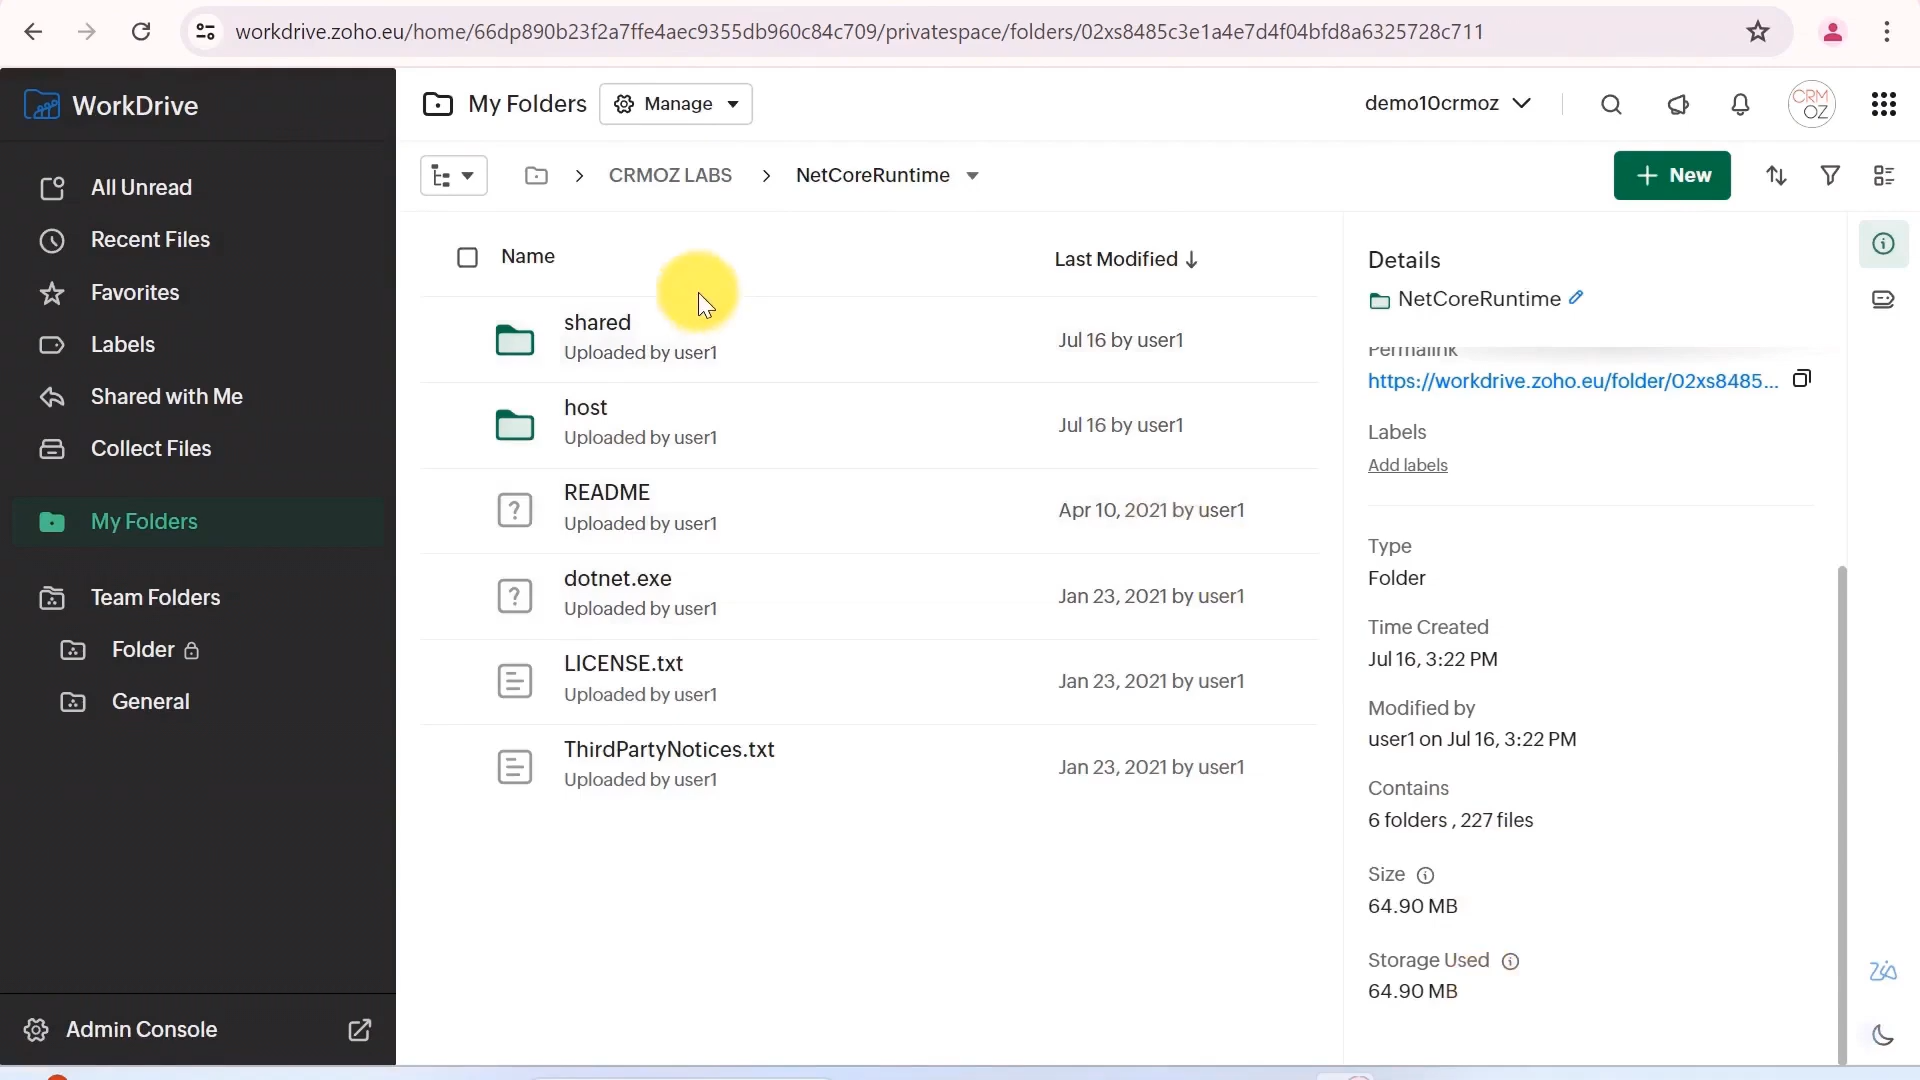 workdrive.zoho.eu/home/66dp890b23f2a7ffe4aec9355db960c84c709/privatespace/folders/02xs8485c3e1a4e7d4f04bfd8a6325728c711
WorkDrive
All Unread
Recent Files
Favorites
Labels
Shared with Me
Collect Files
My Folders
Team Folders
Folder
General
Admin Console
My Folders
Manage
demo10crmoz
CRM
OZ
CRMOZ LABS
NetCoreRuntime
+ New
Name
Last Modified
shared
Uploaded by user1
Jul 16 by user1
host
Uploaded by user1
Jul 16 by user1
README
Uploaded by user1
Apr 10, 2021 by user1
dotnet.exe
Uploaded by user1
Jan 23, 2021 by user1
LICENSE.txt
Uploaded by user1
Jan 23, 2021 by user1
ThirdPartyNotices.txt
Uploaded by user1
Jan 23, 2021 by user1
Details
NetCoreRuntime
Permalink
https://workdrive.zoho.eu/folder/02xs8485...
Labels
Add labels
Type
Folder
Time Created
Jul 16, 3:22 PM
Modified by
user1 on Jul 16, 3:22 PM
Contains
6 folders , 227 files
Size
64.90 MB
Storage Used
64.90 MB
Zia